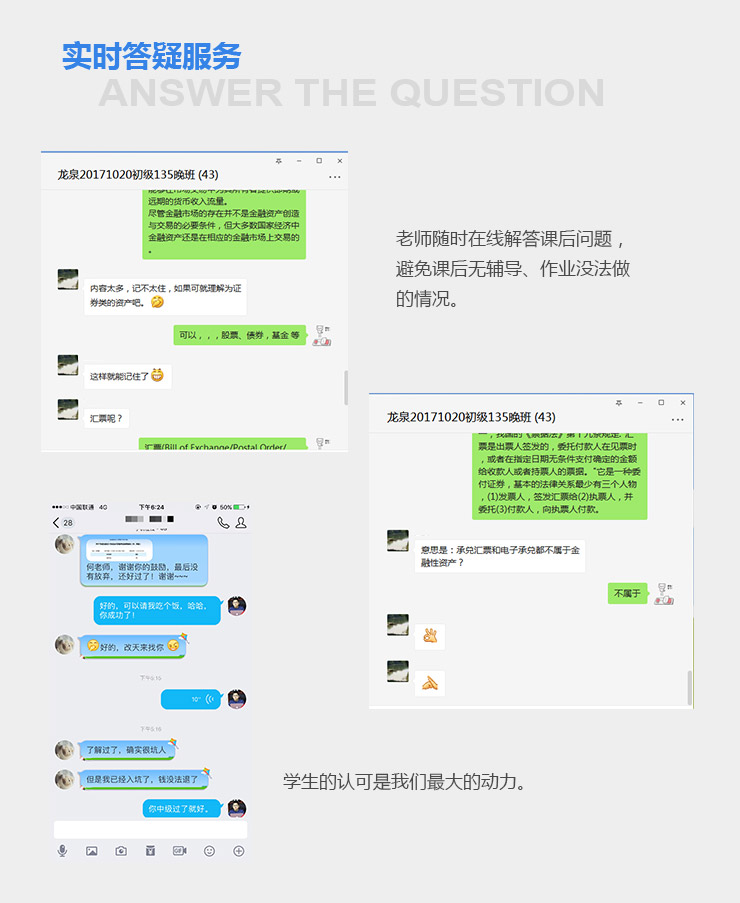 实时答疑服务
ANSWER THE QUESTION
龙泉20171020初级135晚班 (43)
远期的货币收入流量。
尽管金融市场的存在并不是金融资产创造
与交易的必要条件，但大多数国家经济中
金融资产还是在相应的金融市场上交易的
。
内容太多，记不太住，如果可就理解为证
券类的资产吧。
可以，，，股票、债券，基金 等
这样就能记住了
汇票呢？
汇票(Bill of Exchange/Postal Order/
老师随时在线解答课后问题，
避免课后无辅导、作业没法做
的情况。
龙泉20171020初级135晚班 (43)
，我国的《票据法》第十九条规定: 汇
票是出票人签发的，委托付款人在见票时
，或者在指定日期无条件支付确定的金额
给收款人或者持票人的票据。"它是一种委
付证券，基本的法律关系最少有三个人物
，(1)发票人，签发汇票给(2)执票人，并
委托(3)付款人，向执票人付款。
意思是：承兑汇票和电子承兑都不属于金
融性资产？
不属于
中国联通 4G 下午6:24 50%
28
何老师，谢谢你的鼓励，最后没
有放弃，还好过了！谢谢~~~
好的，可以请我吃个饭，哈哈，
你成功了！
好的，改天来找你
下午6:15
10"
下午6:16
了解过了，确实很坑人
但是我已经入坑了，钱没法退了
你中级过了就好。
GIF
学生的认可是我们最大的动力。